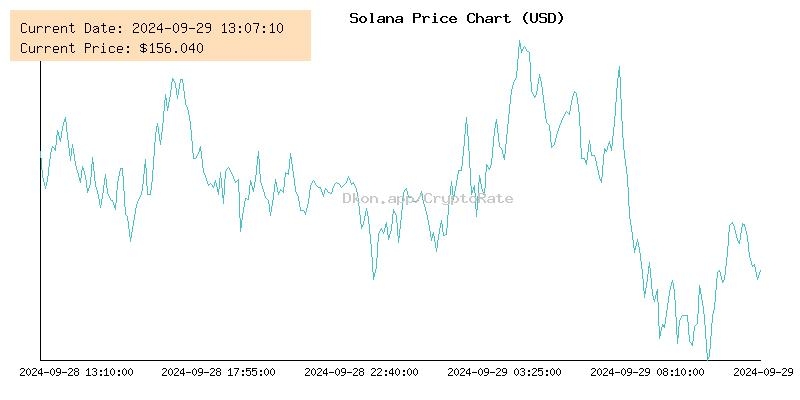 Solana Price Chart (USD)
Current Date: 2024-09-29 13:07:10
Current Price: $156.040
Dkon.app/CryptoRate
2024-09-28 13:10:00 2024-09-28 17:55:00 2024-09-28 22:40:00 2024-09-29 03:25:00 2024-09-29 08:10:00 2024-09-29